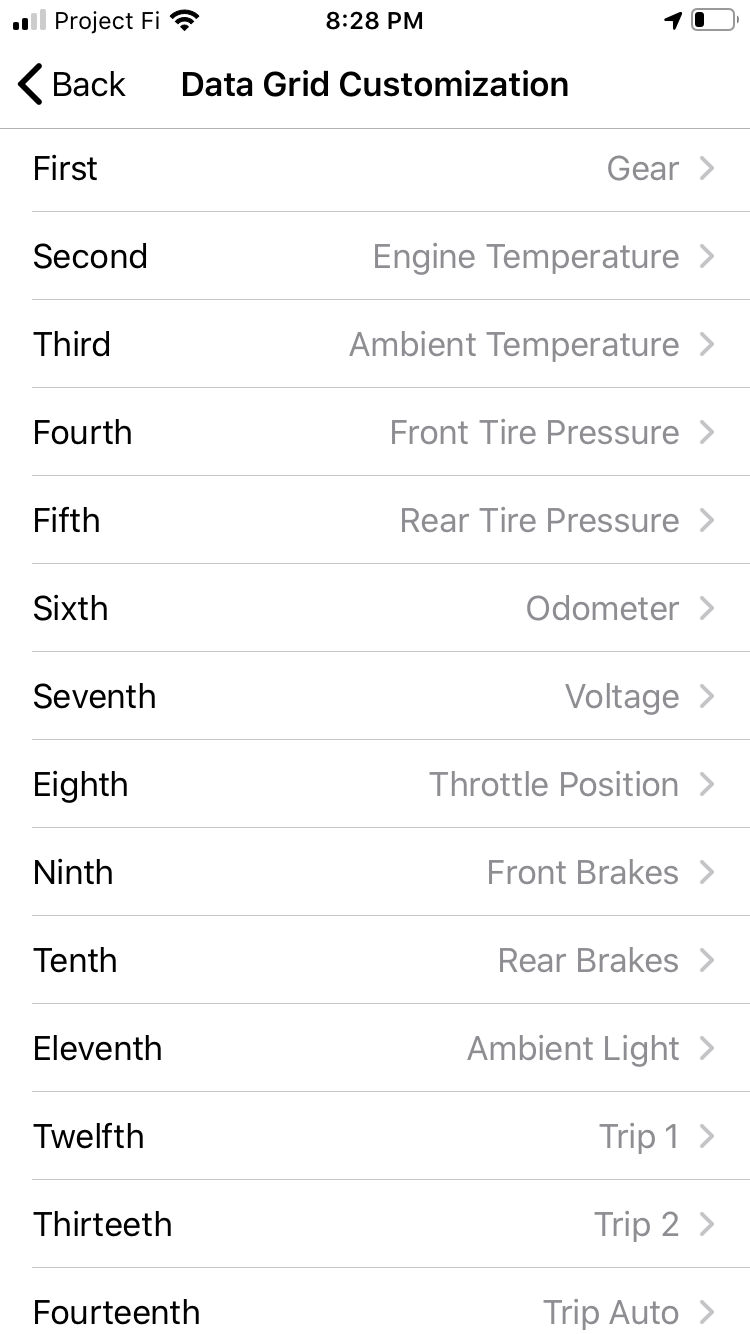 Project Fi 8:28 PM
Back Data Grid Customization
First Gear
Second Engine Temperature
Third Ambient Temperature
Fourth Front Tire Pressure
Fifth Rear Tire Pressure
Sixth Odometer
Seventh Voltage
Eighth Throttle Position
Ninth Front Brakes
Tenth Rear Brakes
Eleventh Ambient Light
Twelfth Trip 1
Thirteeth Trip 2
Fourteenth Trip Auto